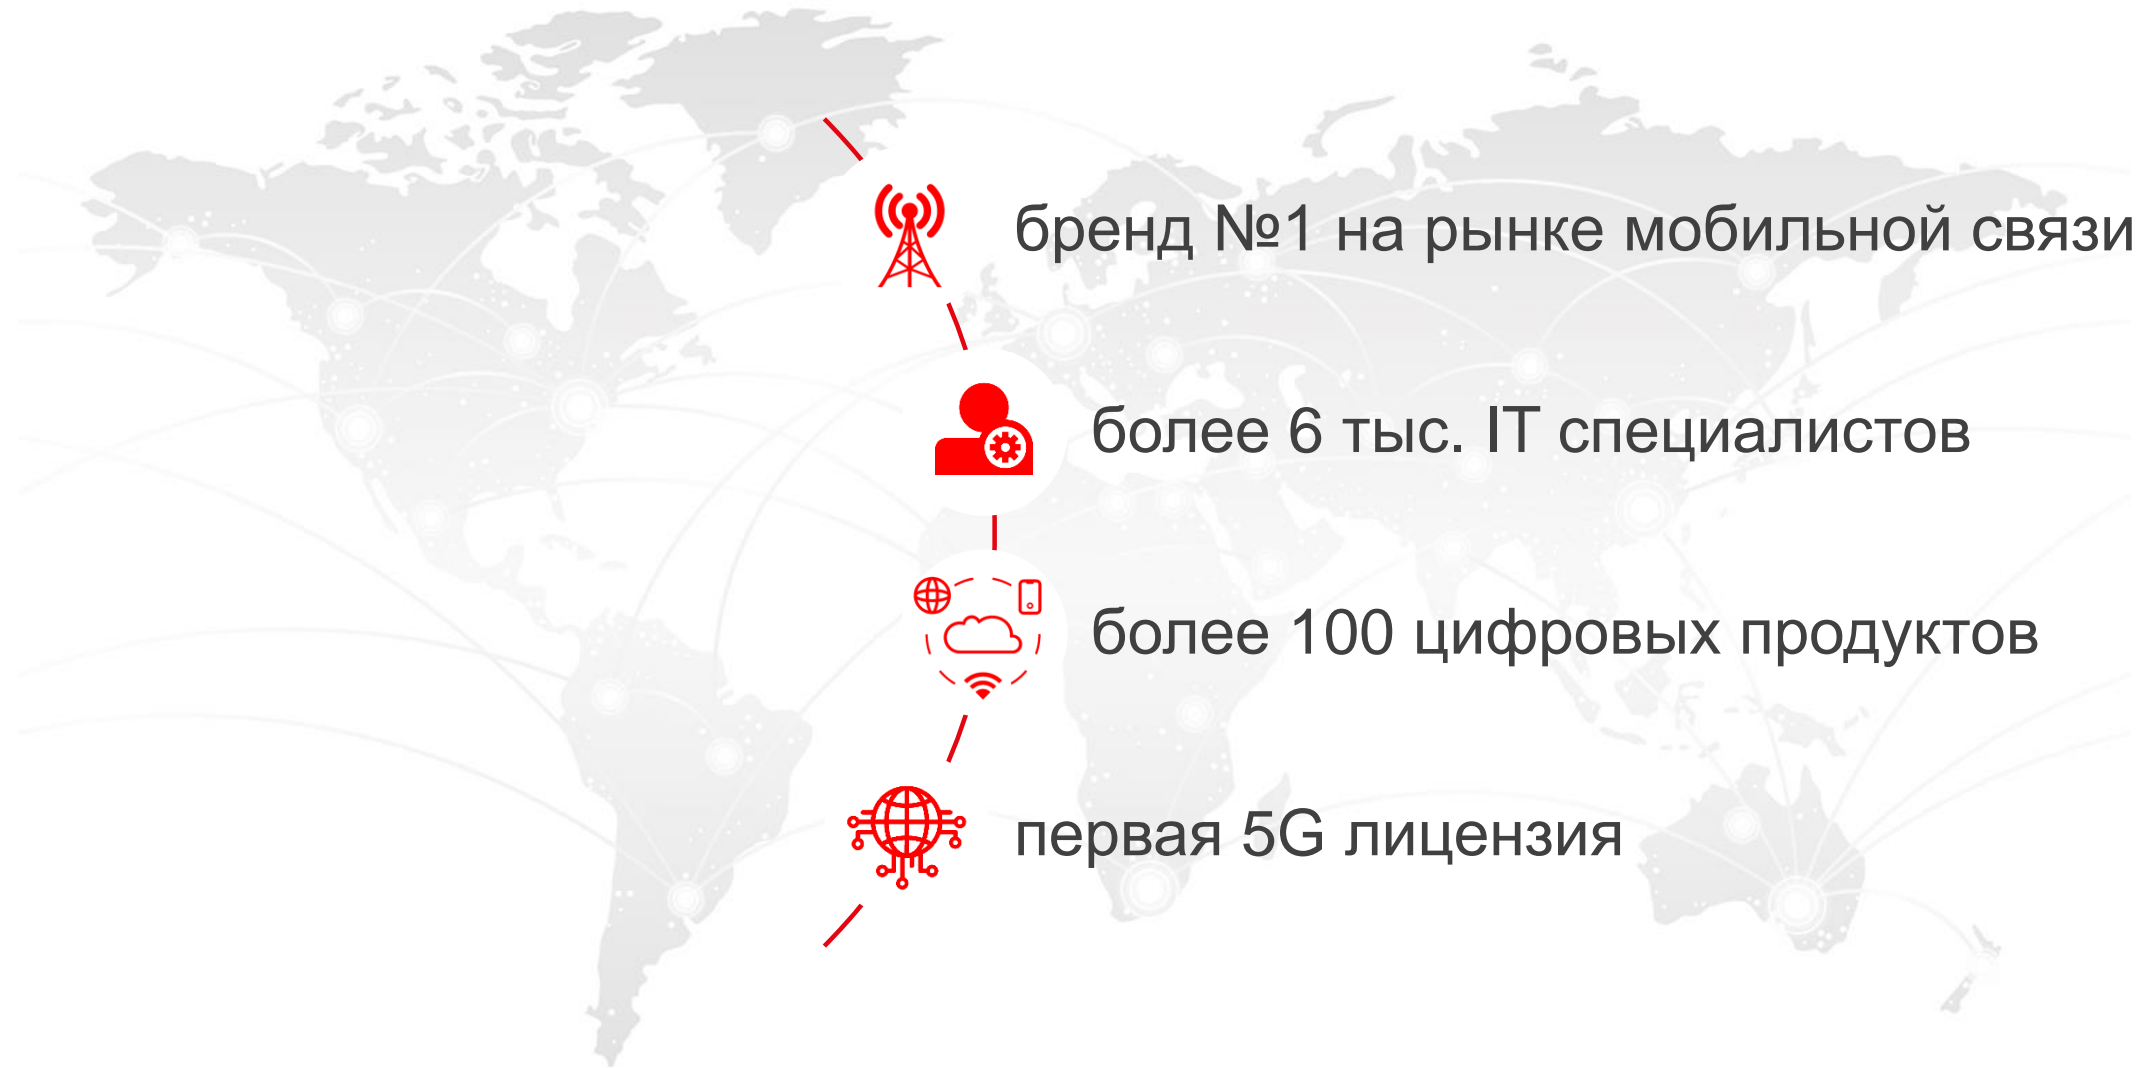 бренд №1 на рынке мобильной связи
более 6 тыс. IT специалистов
более 100 цифровых продуктов
первая 5G лицензия